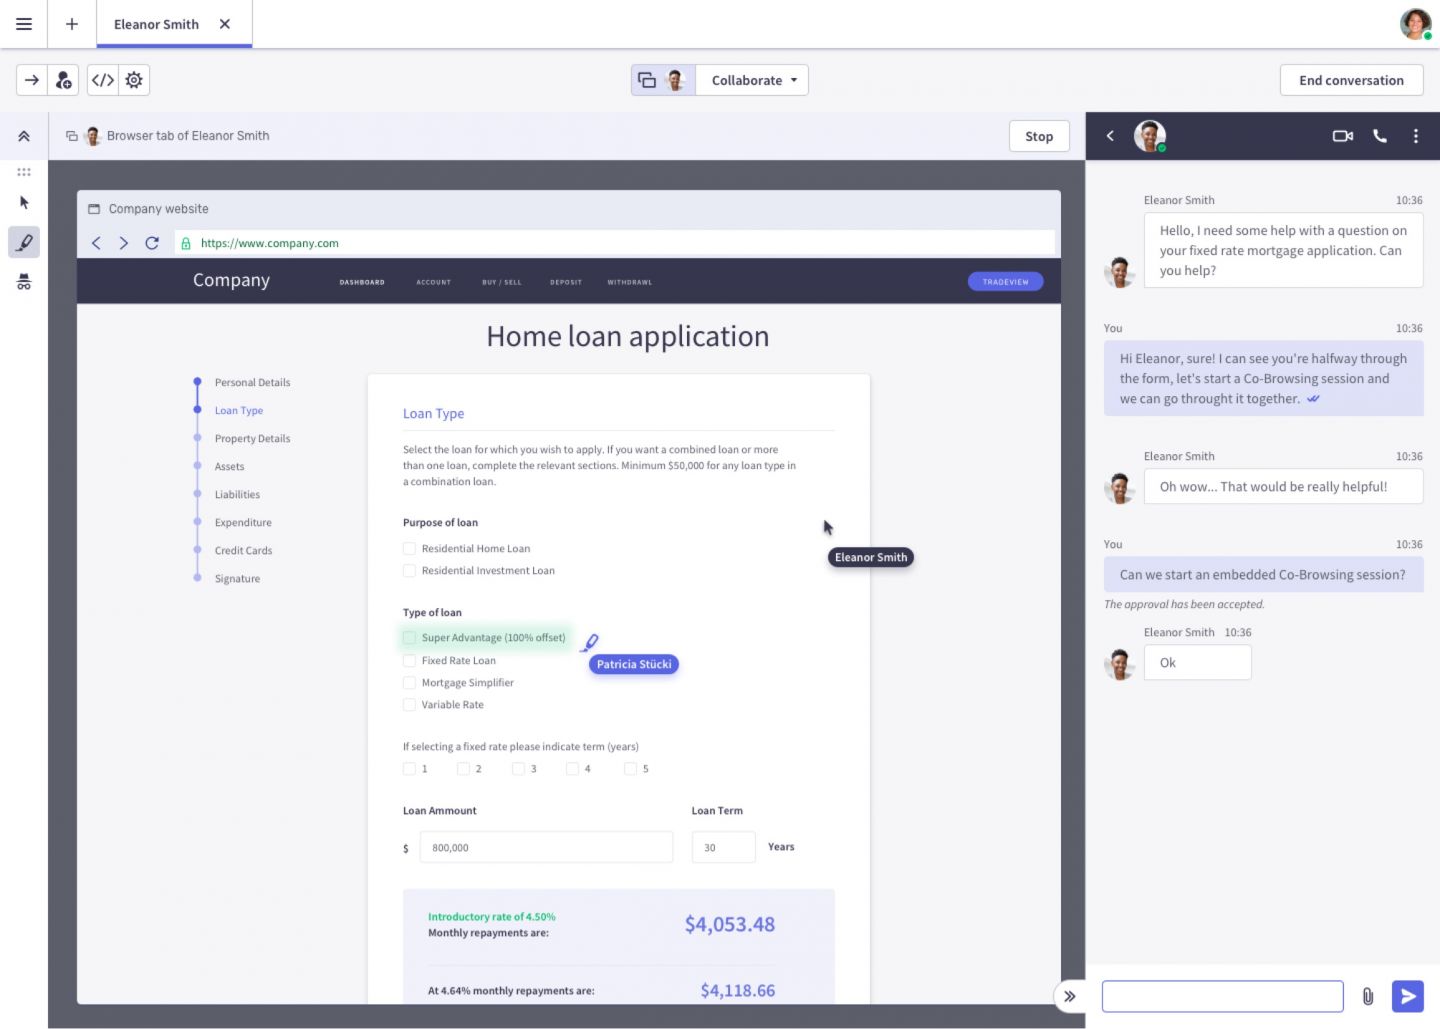 Eleanor Smith
Collaborate
End conversation
Browser tab of Eleanor Smith
Stop
Company website
https://www.company.com
Company
DASHBOARD
ACCOUNT
BUY / SELL
DEPOSIT
WITHDRAWL
TRADEVIEW
Home loan application
Personal Details
Loan Type
Property Details
Assets
Liabilities
Expenditure
Credit Cards
Signature
Loan Type
Select the loan for which you wish to apply. If you want a combined loan or more
than one loan, complete the relevant sections. Minimum $50,000 for any loan type in
a combination loan.
Purpose of loan
Residential Home Loan
Residential Investment Loan
Eleanor Smith
Type of loan
Super Advantage (100% offset)
Fixed Rate Loan
Mortgage Simplifier
Variable Rate
Patricia Stücki
If selecting a fixed rate please indicate term (years)
1 2 3 4 5
Loan Ammount
Loan Term
$ 800,000
30 Years
Introductory rate of 4.50%
Monthly repayments are:
$4,053.48
At 4.64% monthly repayments are:
$4,118.66
Eleanor Smith 10:36
Hello, I need some help with a question on
your fixed rate mortgage application. Can
you help?
You 10:36
Hi Eleanor, sure! I can see you're halfway through
the form, let's start a Co-Browsing session and
we can go throught it together.
Eleanor Smith 10:36
Oh wow... That would be really helpful!
You 10:36
Can we start an embedded Co-Browsing session?
The approval has been accepted.
Eleanor Smith 10:36
Ok